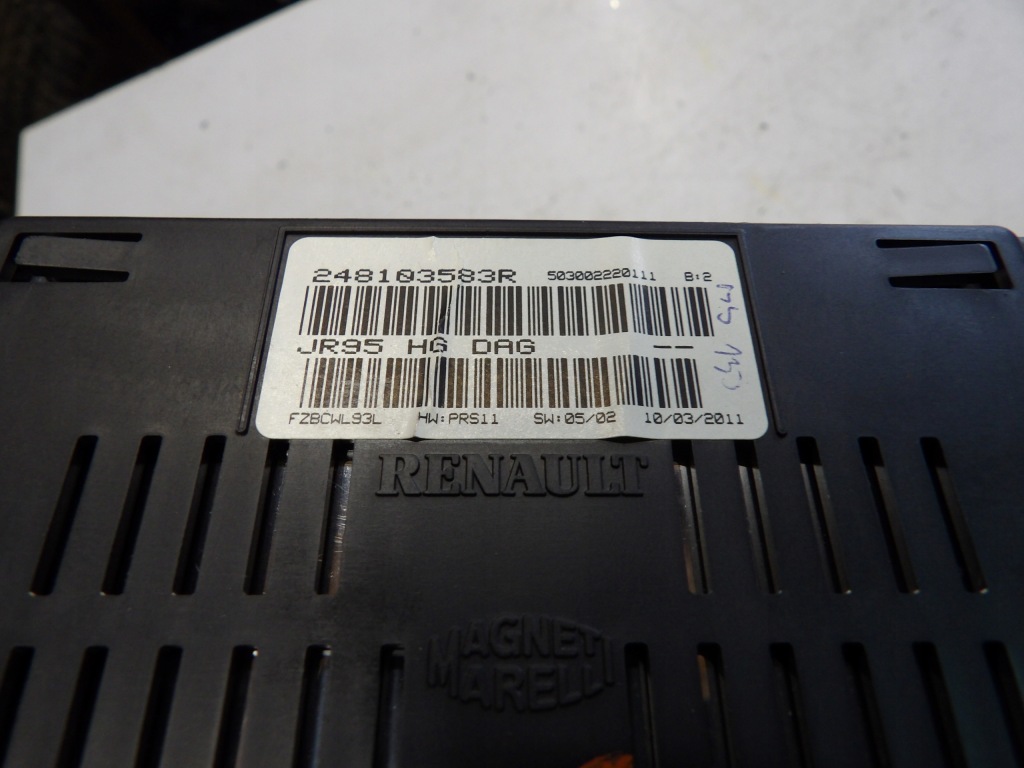 248103583R 503002220111 B:2
JR95 HG DAG --
FZBCWL93L HW:PRS11 SW:05/02 10/03/2011
RENAULT
MAGNETI
MARELLI